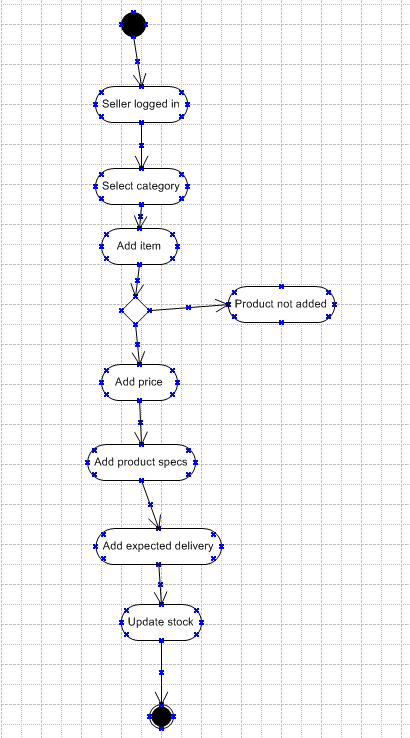 Seller logged in
Select category
Add item
Product not added
Add price
Add product specs
Add expected delivery
Update stock